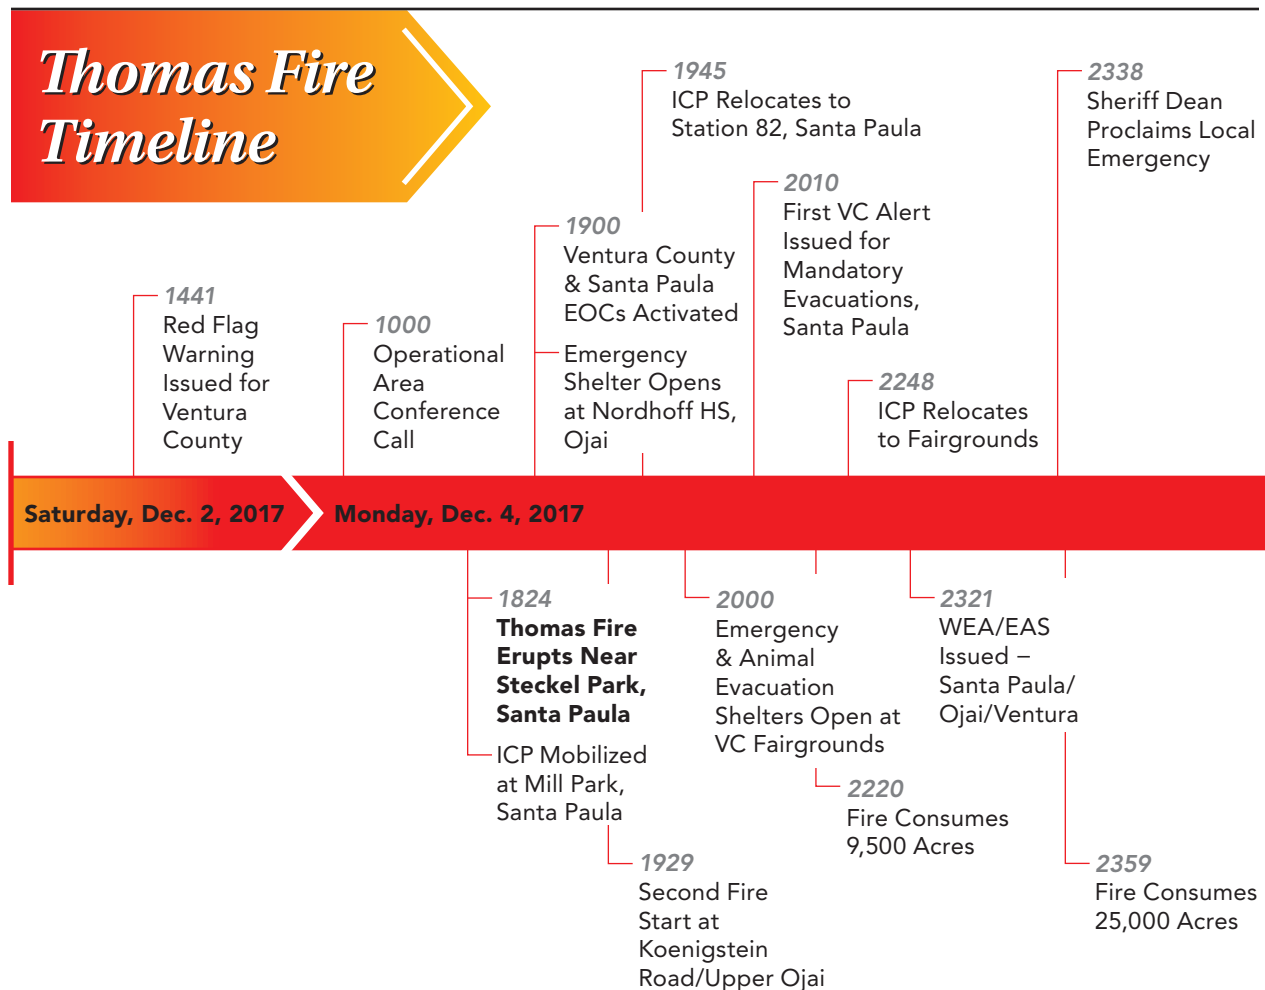 Thomas Fire
Timeline
1441
Red Flag
Warning
Issued for
Ventura
County
1000
Operational
Area
Conference
Call
1900
Ventura County
& Santa Paula
EOCs Activated
Emergency
Shelter Opens
at Nordhoff HS,
Ojai
1945
ICP Relocates to
Station 82, Santa Paula
2010
First VC Alert
Issued for
Mandatory
Evacuations,
Santa Paula
2248
ICP Relocates
to Fairgrounds
2338
Sheriff Dean
Proclaims Local
Emergency
Saturday, Dec. 2, 2017
Monday, Dec. 4, 2017
1824
Thomas Fire
Erupts Near
Steckel Park,
Santa Paula
ICP Mobilized
at Mill Park,
Santa Paula
1929
Second Fire
Start at
Koenigstein
Road/Upper Ojai
2000
Emergency
& Animal
Evacuation
Shelters Open at
VC Fairgrounds
2220
Fire Consumes
9,500 Acres
2321
WEA/EAS
Issued –
Santa Paula/
Ojai/Ventura
2359
Fire Consumes
25,000 Acres